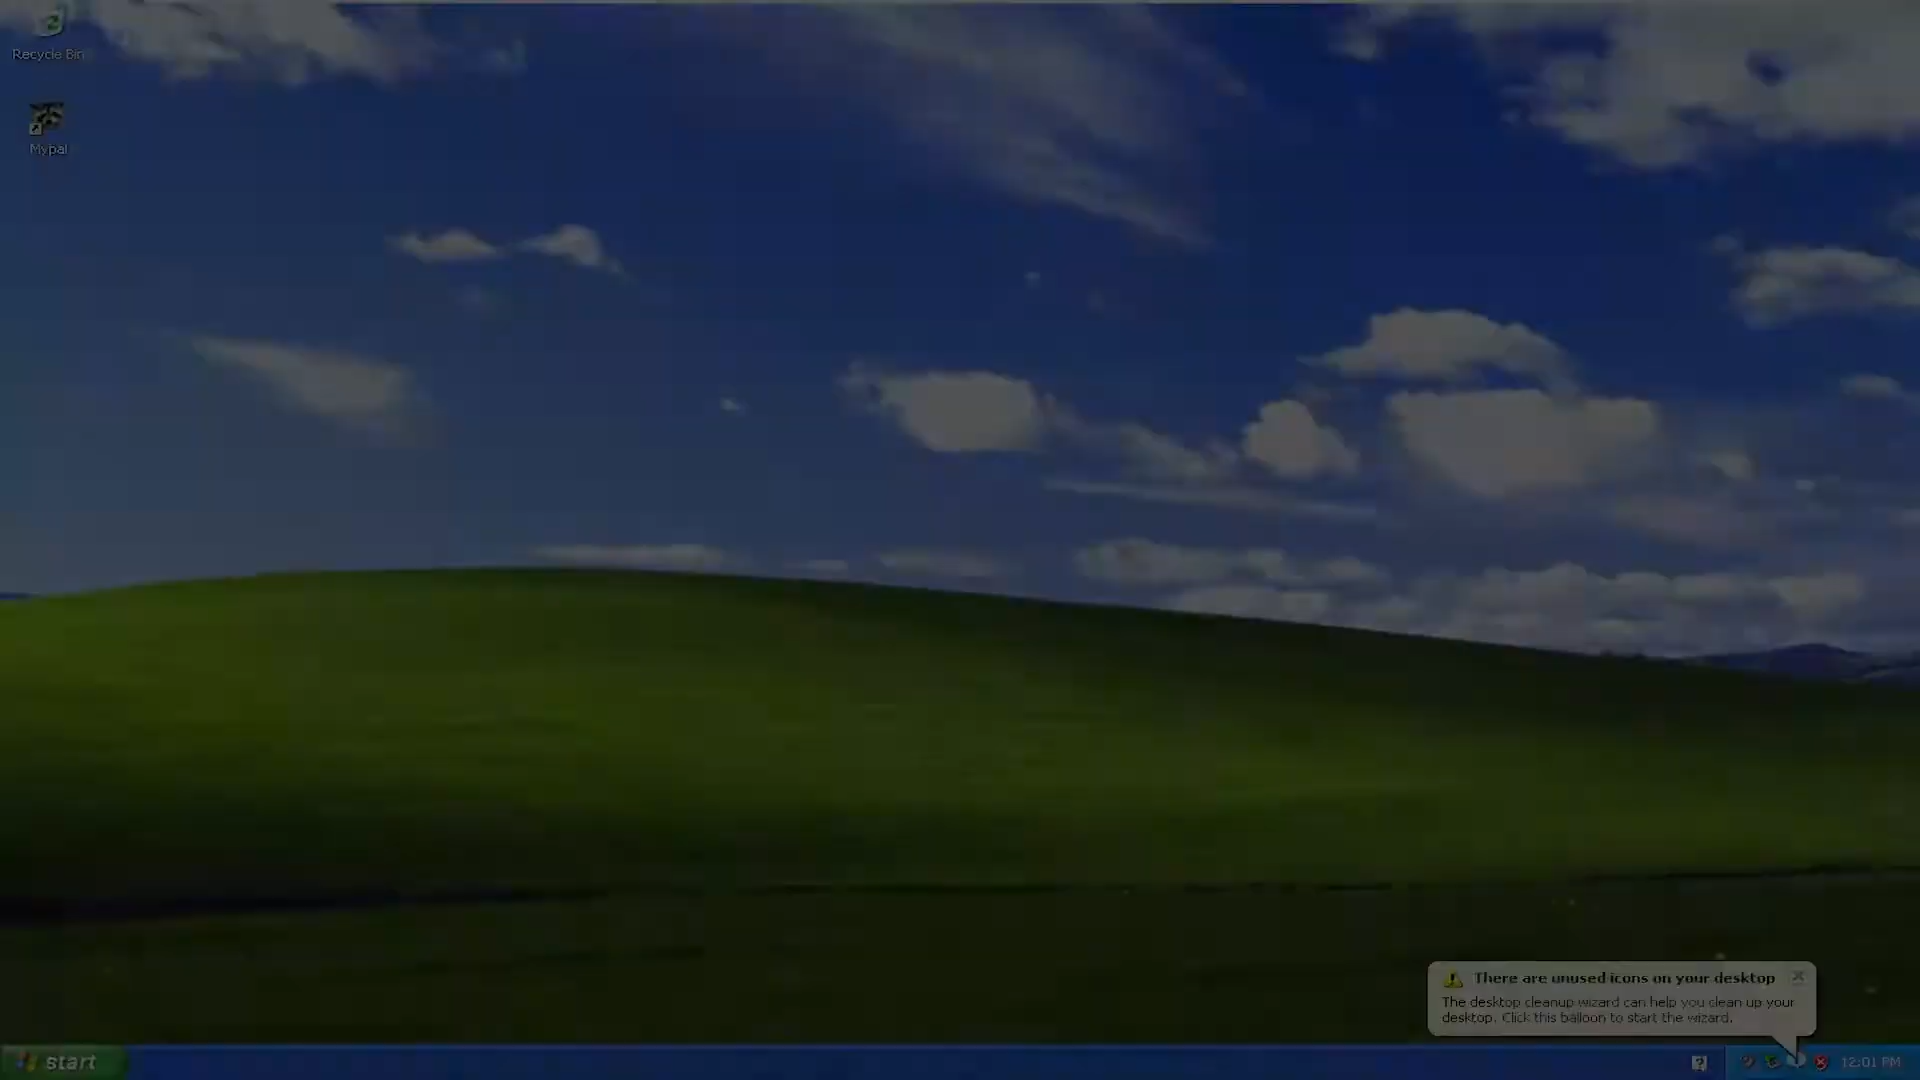 Recycle Bin
Mypal
There are unused icons on your desktop
The desktop cleanup wizard can help you clean up your
desktop. Click this balloon to start the wizard.
start
12:01 PM